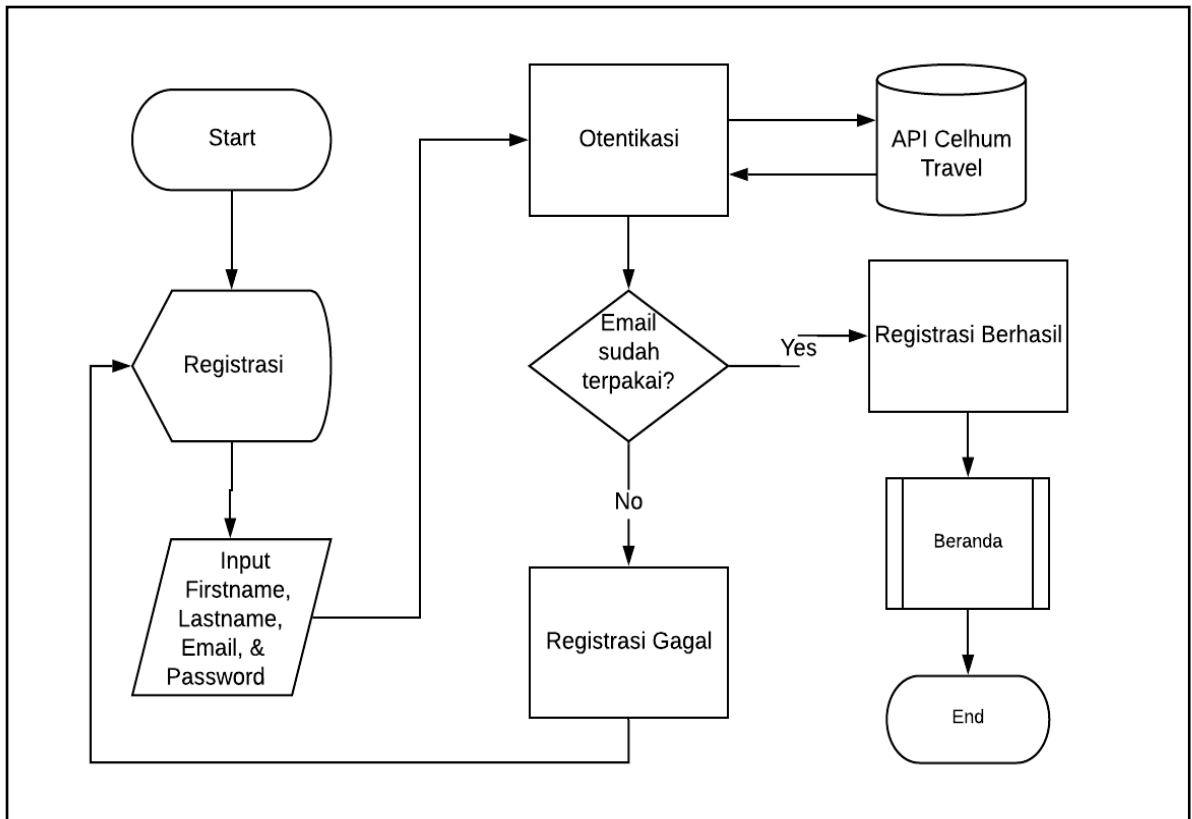 Start
Registrasi
Input
Firstname,
Lastname,
Email, &
Password
Otentikasi
API Celhum
Travel
Email
sudah
terpakai?
Yes
No
Registrasi Berhasil
Beranda
End
Registrasi Gagal